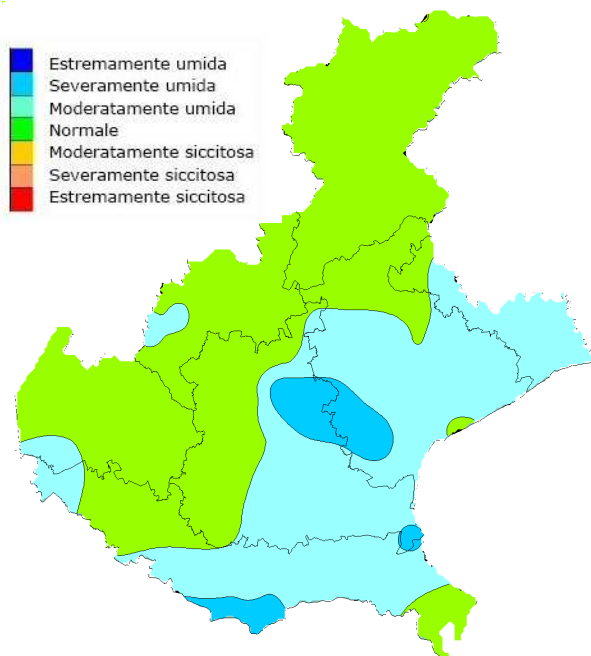 Estremamente umida
Severamente umida
Moderatamente umida
Normale
Moderatamente siccitosa
Severamente siccitosa
Estremamente siccitosa